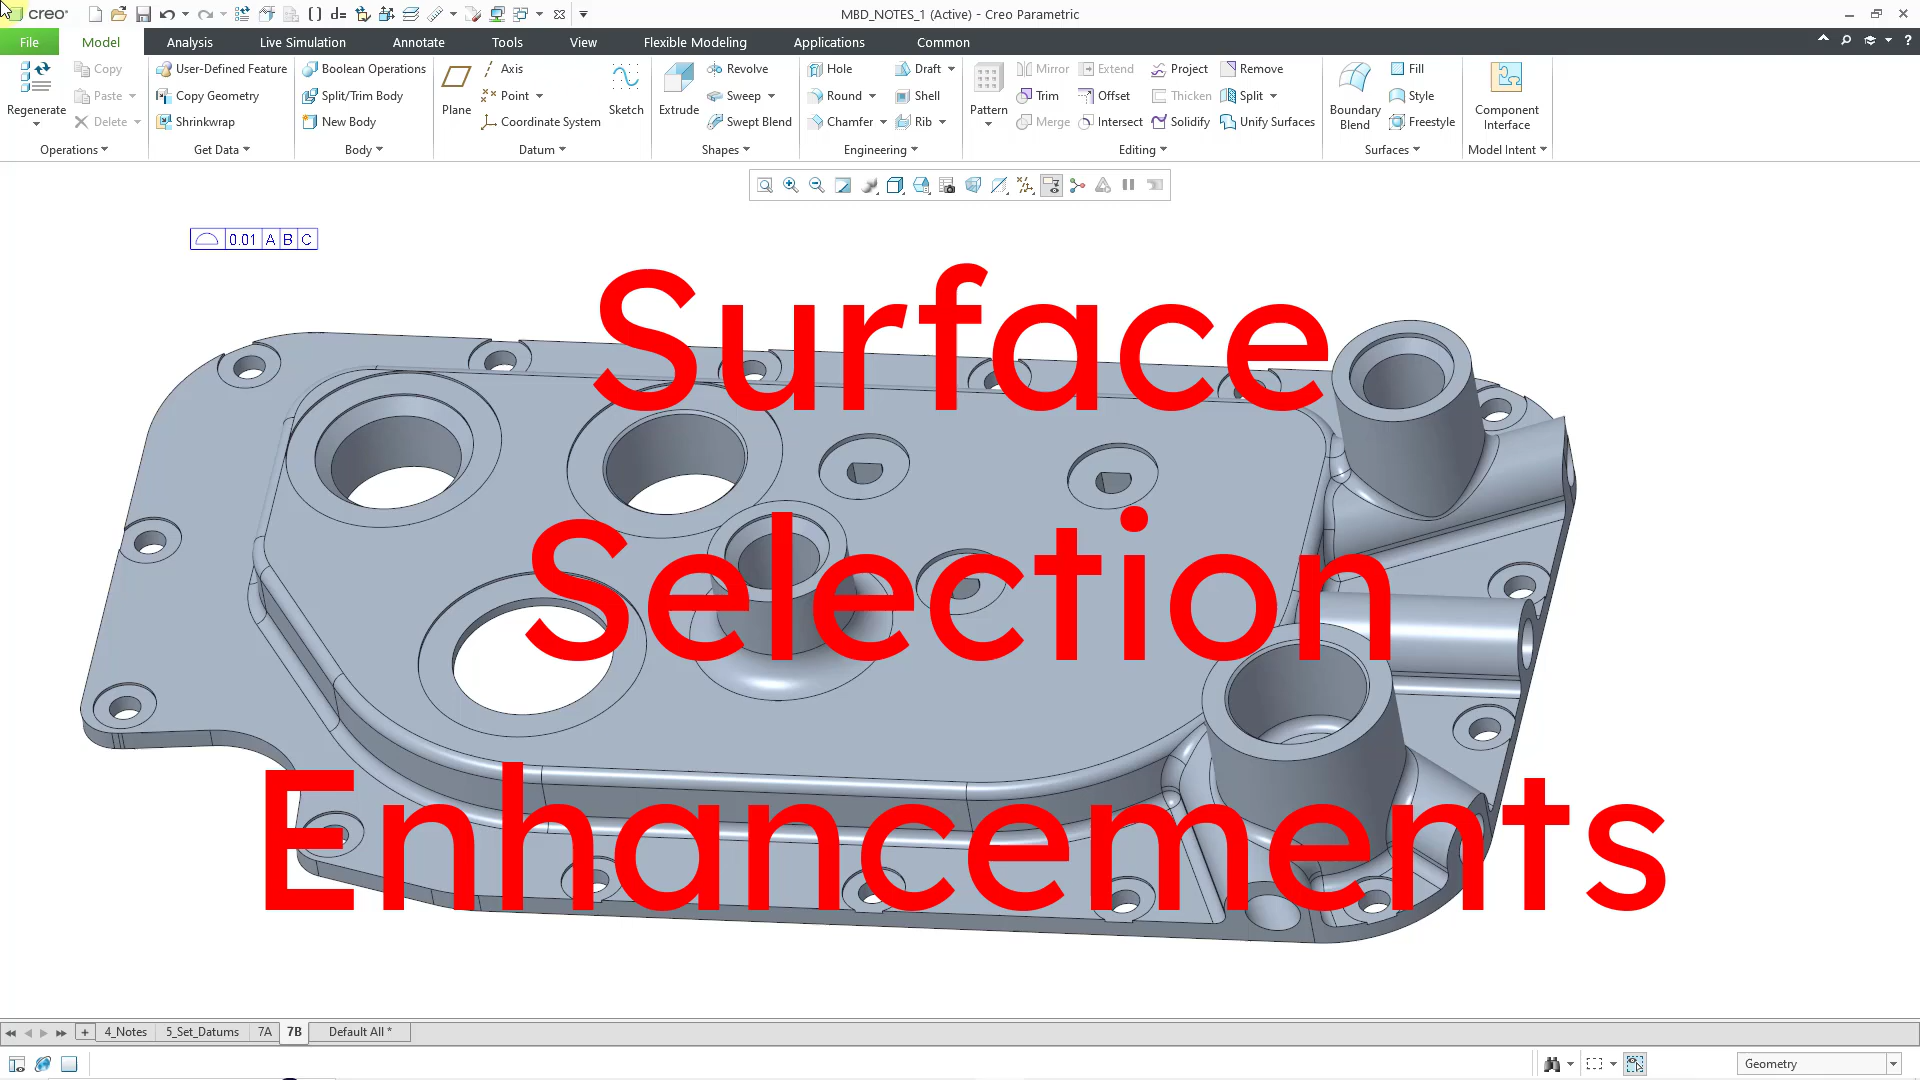 creo
d=
MBD_NOTES_1 (Active) - Creo Parametric
File Model Analysis Live Simulation Annotate Tools View Flexible Modeling Applications Common
Regenerate
Copy
Paste
Delete
Operations
User-Defined Feature
Copy Geometry
Shrinkwrap
Get Data
Boolean Operations
Split/Trim Body
New Body
Body
Plane
Axis
Point
Coordinate System
Sketch
Datum
Extrude
Revolve
Sweep
Swept Blend
Shapes
Hole
Round
Chamfer
Draft
Shell
Rib
Engineering
Pattern
Mirror
Trim
Merge
Extend
Offset
Intersect
Project
Thicken
Solidify
Remove
Split
Unify Surfaces
Editing
Boundary
Blend
Fill
Style
Freestyle
Surfaces
Component
Interface
Model Intent
0.01 A B C
Surface
Selection
Enhancements
4_Notes 5_Set_Datums 7A 7B Default All *
Geometry